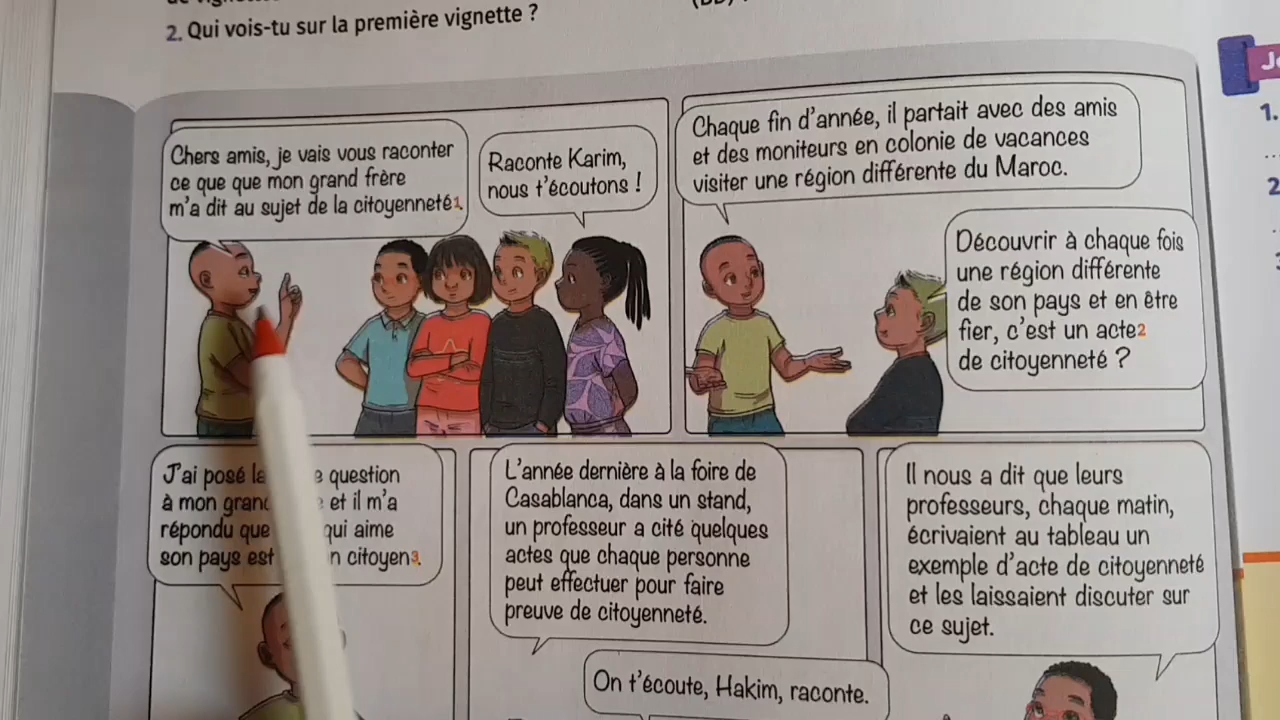 2. Qui vois-tu sur la première vignette ?
Chers amis, je vais vous raconter
ce que que mon grand frère
m'a dit au sujet de la citoyenneté1.
Raconte Karim,
nous t'écoutons !
Chaque fin d'année, il partait avec des amis
et des moniteurs en colonie de vacances
visiter une région différente du Maroc.
Découvrir à chaque fois
une région différente
de son pays et en être
fier, c'est un acte2
de citoyenneté ?
J'ai posé la question
à mon et il m'a
répondu que qui aime
son pays est citoyen3.
L'année dernière à la foire de
Casablanca, dans un stand,
un professeur a cité quelques
actes que chaque personne
peut effectuer pour faire
preuve de citoyenneté.
On t'écoute, Hakim, raconte.
Il nous a dit que leurs
professeurs, chaque matin,
écrivaient au tableau un
exemple d'acte de citoyenneté
et les laissaient discuter sur
ce sujet.
1.
2